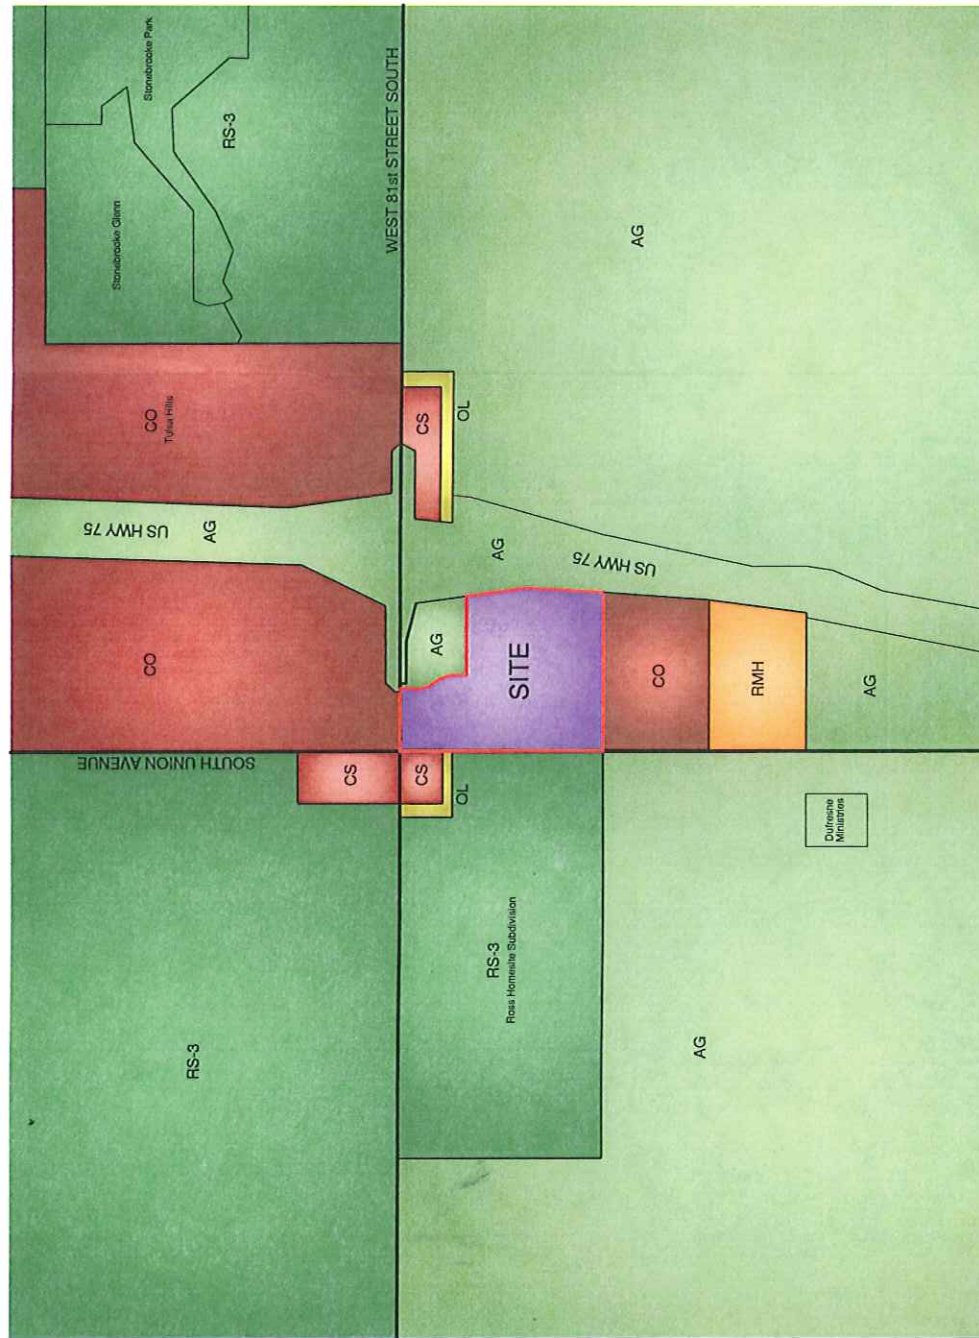 Stonebrooke Park
RS-3
Stonebrooke Glenn
WEST 81st STREET SOUTH
AG
CO
Tulsa Hills
CS
OL
US HWY 75
AG
AG
US HWY 75
CO
AG
SITE
CO
RMH
AG
SOUTH UNION AVENUE
CS
CS
OL
Dufresne
Ministries
RS-3
RS-3
Ross Homesite Subdivision
AG